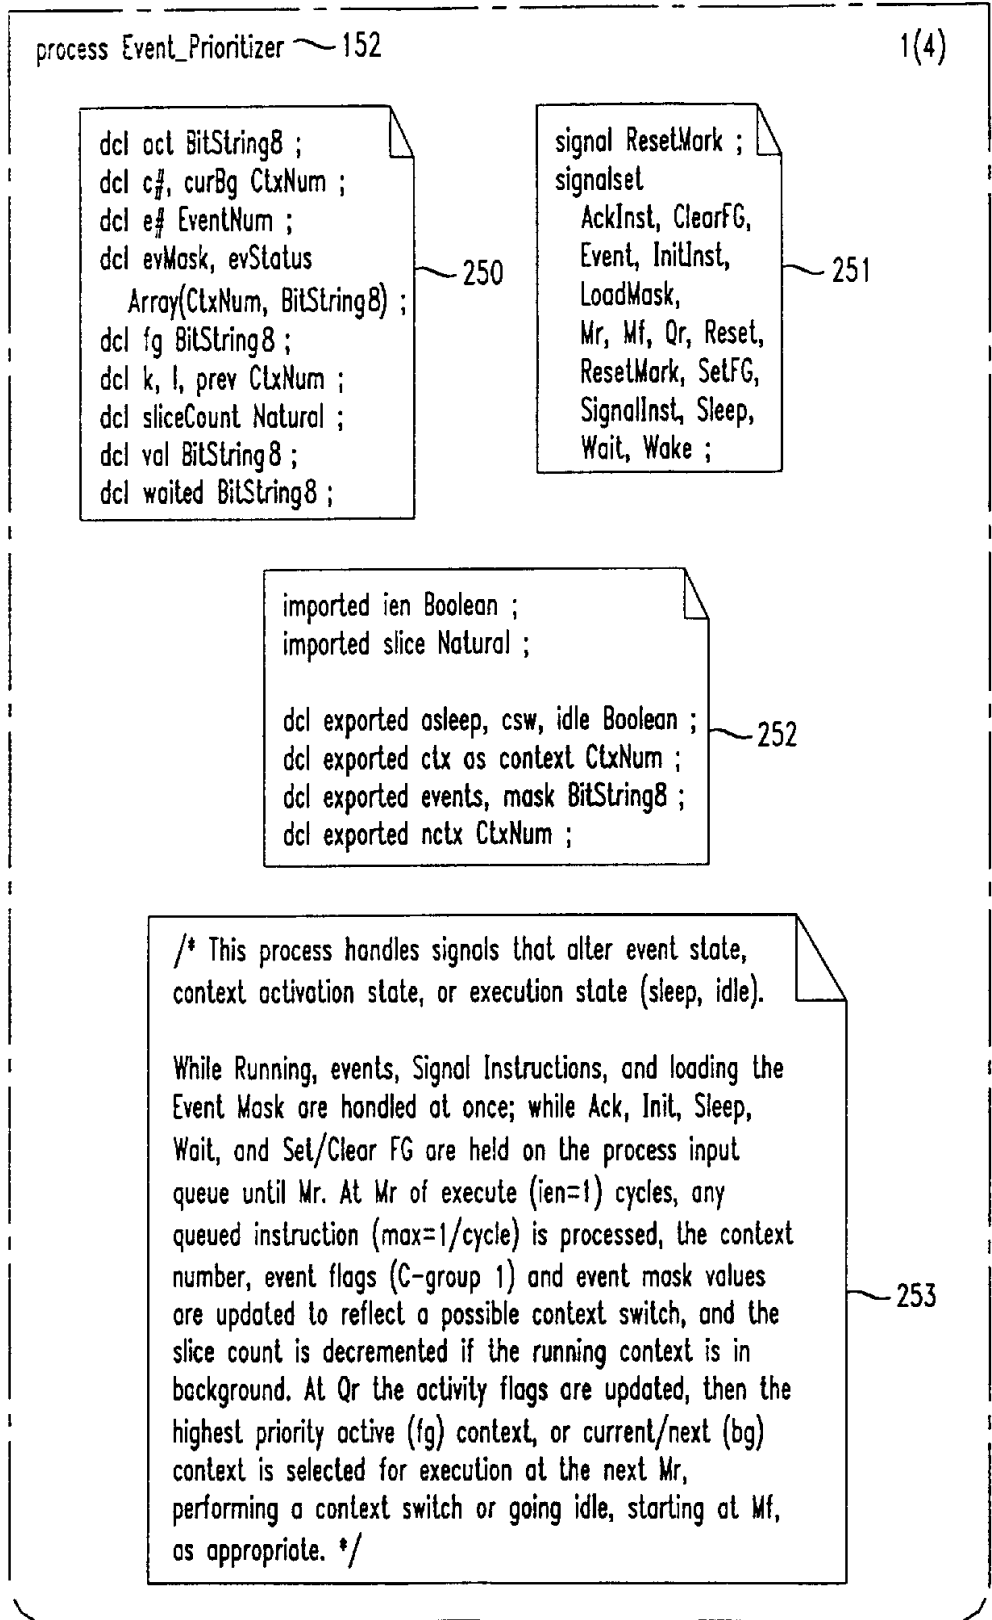 process Event_Prioritizer 152
1(4)
dcl act BitString8 ;
dcl c#, curBg CtxNum ;
dcl e# EventNum ;
dcl evMask, evStatus
Array(CtxNum, BitString8) ;
dcl fg BitString8 ;
dcl k, l, prev CtxNum ;
dcl sliceCount Natural ;
dcl val BitString8 ;
dcl waited BitString8 ;
250
signal ResetMark ;
signalset
AckInst, ClearFG,
Event, InitInst,
LoadMask,
Mr, Mf, Qr, Reset,
ResetMark, SetFG,
SignalInst, Sleep,
Wait, Wake ;
251
imported ien Boolean ;
imported slice Natural ;
dcl exported asleep, csw, idle Boolean ;
dcl exported ctx as context CtxNum ;
dcl exported events, mask BitString8 ;
dcl exported nctx CtxNum ;
252
/* This process handles signals that alter event state,
context activation state, or execution state (sleep, idle).
While Running, events, Signal Instructions, and loading the
Event Mask are handled at once; while Ack, Init, Sleep,
Wait, and Set/Clear FG are held on the process input
queue until Mr. At Mr of execute (ien=1) cycles, any
queued instruction (max=1/cycle) is processed, the context
number, event flags (C-group 1) and event mask values
are updated to reflect a possible context switch, and the
slice count is decremented if the running context is in
background. At Qr the activity flags are updated, then the
highest priority active (fg) context, or current/next (bg)
context is selected for execution at the next Mr,
performing a context switch or going idle, starting at Mf,
as appropriate. */
253